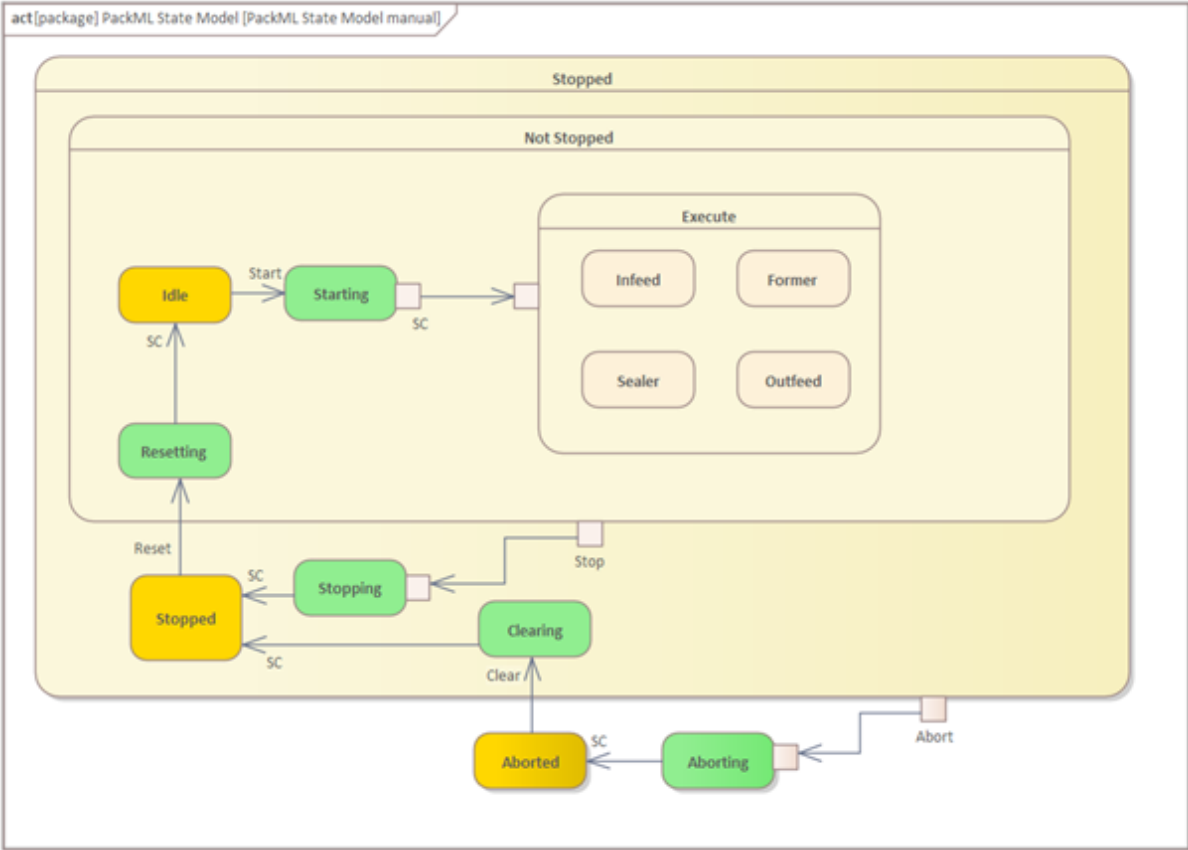 act[package] PackML State Model [PackML State Model manual]
Stopped
Not Stopped
Execute
Infeed
Former
Start
Idle
Starting
SC
SC
Sealer
Outfeed
Resetting
Reset
Stop
SC
Stopping
Stopped
Clearing
SC
Clear
Abort
SC
Aborted
Aborting